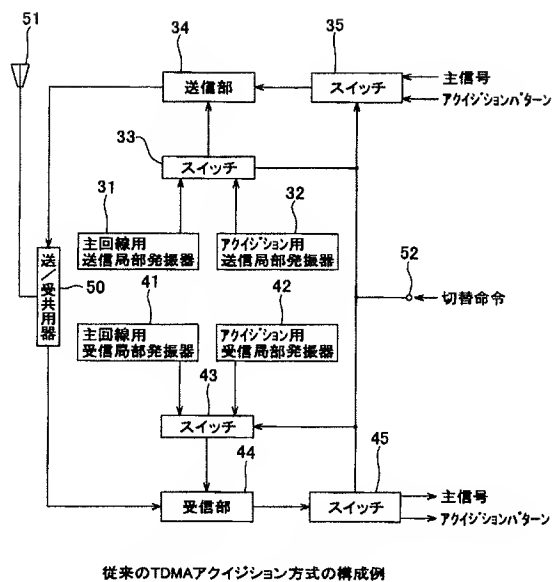 51
34
35
送信部
スイッチ
主信号
アクイジションパターン
33
スイッチ
31
32
主回線用
送信局部発振器
アクイジション用
送信局部発振器
送/受共用器
50
52
切替命令
41
42
主回線用
受信局部発振器
アクイジション用
受信局部発振器
43
スイッチ
44
45
受信部
スイッチ
主信号
アクイジションパターン
従来のTDMAアクイジション方式の構成例